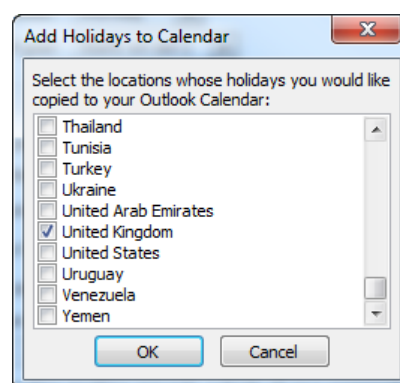 Add Holidays to Calendar
Select the locations whose holidays you would like
copied to your Outlook Calendar:
Thailand
Tunisia
Turkey
Ukraine
United Arab Emirates
United Kingdom
United States
Uruguay
Venezuela
Yemen
OK Cancel